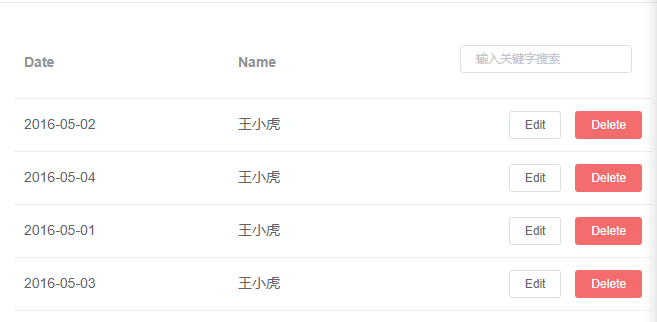 Date Name 输入关键字搜索
2016-05-02 王小虎 Edit Delete
2016-05-04 王小虎 Edit Delete
2016-05-01 王小虎 Edit Delete
2016-05-03 王小虎 Edit Delete